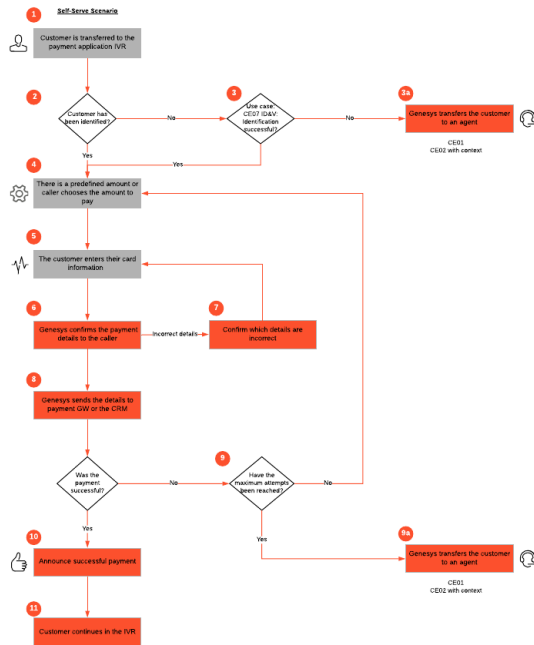 Self-Serve Scenario
1
Customer is transferred to the
payment application IVR
2
Customer has
been identified?
No
3
Use case:
CE07 ID&V:
Identification
successful?
No
3a
Genesys transfers the customer
to an agent
CE01
CE02 with context
Yes
Yes
4
There is a predefined amount or
caller chooses the amount to
pay
5
The customer enters their card
information
6
Genesys confirms the payment
details to the caller
Incorrect details
7
Confirm which details are
incorrect
8
Genesys sends the details to
payment GW or the CRM
Was the
payment
successful?
No
9
Have the
maximum attempts
been reached?
No
Yes
Yes
9a
Genesys transfers the customer
to an agent
CE01
CE02 with context
10
Announce successful payment
11
Customer continues in the IVR